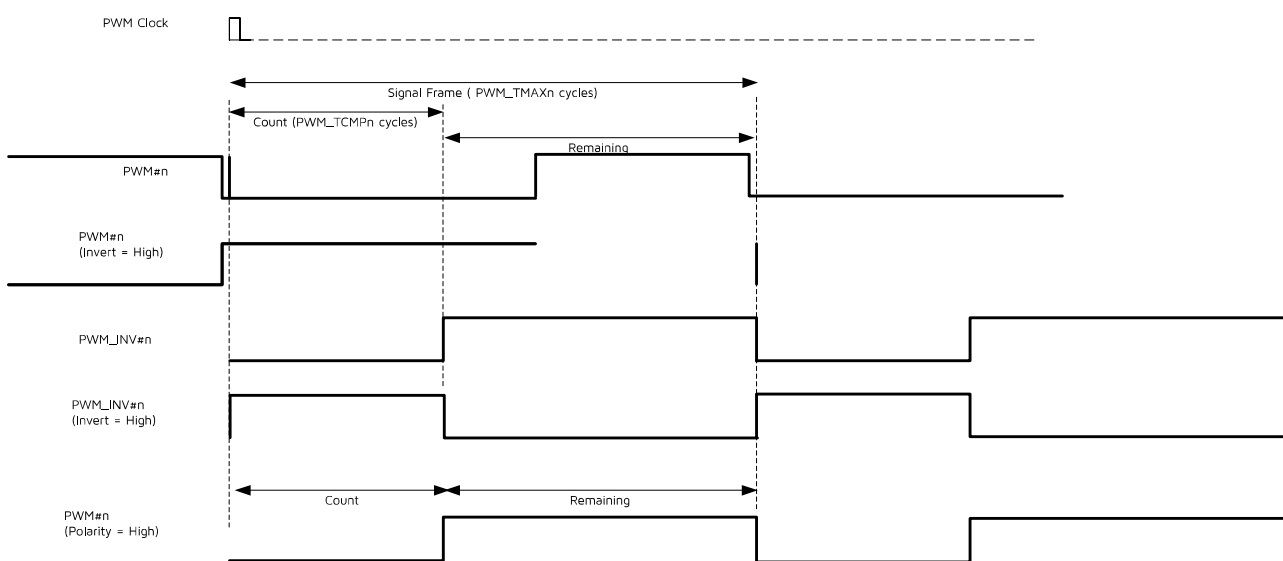 PWM Clock
Signal Frame ( PWM_TMAXn cycles)
Count (PWM_TCMPn cycles)
Remaining
PWM#n
PWM#n
(Invert = High)
PWM_INV#n
PWM_INV#n
(Invert = High)
Count
Remaining
PWM#n
(Polarity = High)